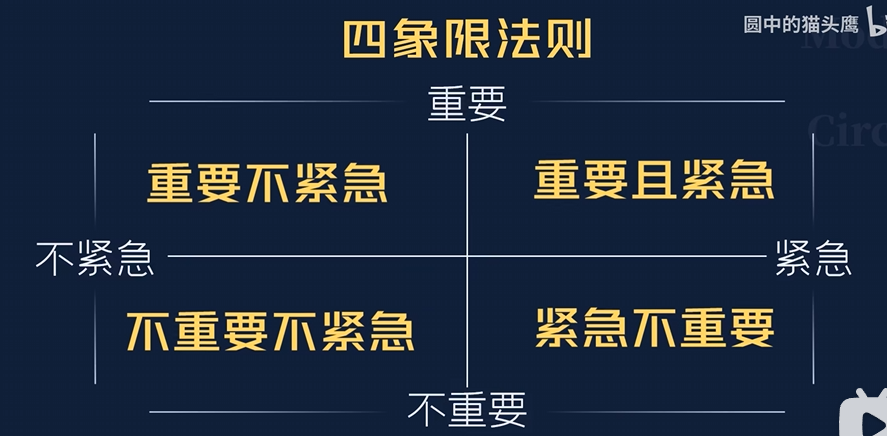 圆中的猫头鹰
四象限法则
重要
重要不紧急
重要且紧急
不紧急
紧急
不重要不紧急
紧急不重要
不重要